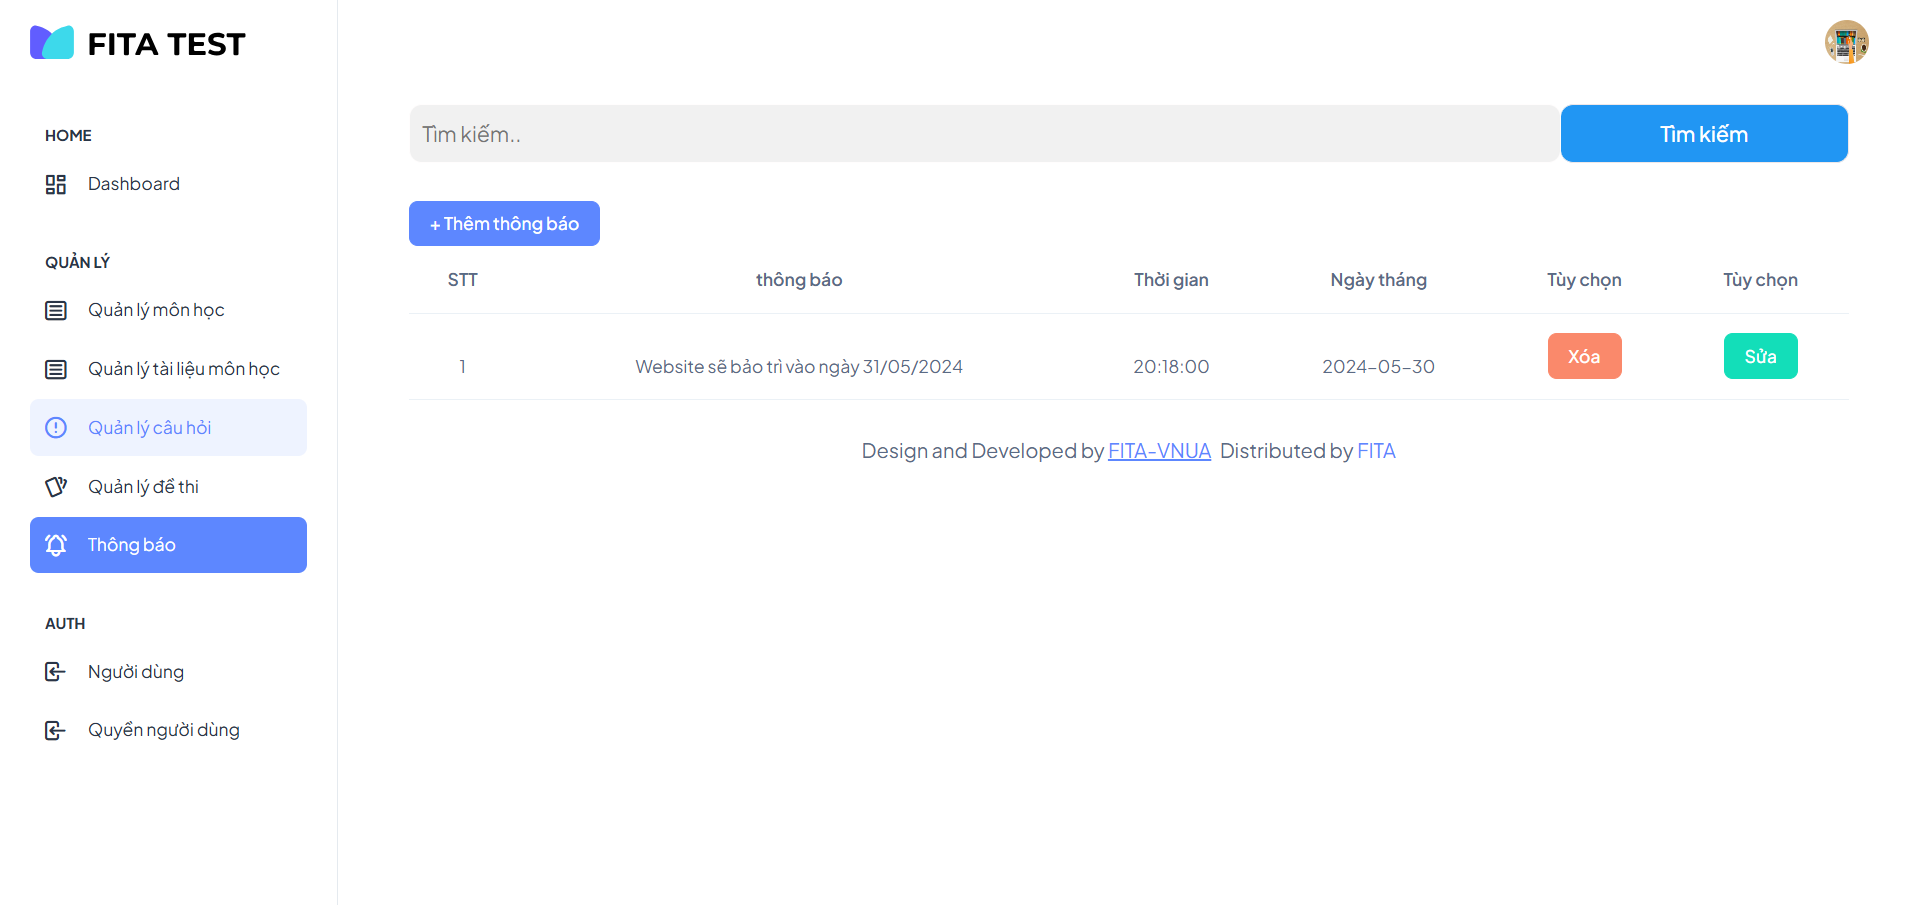 FITA TEST
HOME
Dashboard
QUẢN LÝ
Quản lý môn học
Quản lý tài liệu môn học
Quản lý câu hỏi
Quản lý đề thi
Thông báo
AUTH
Người dùng
Quyền người dùng
Tìm kiếm..
Tìm kiếm
+ Thêm thông báo
STT thông báo Thời gian Ngày tháng Tùy chọn Tùy chọn
1 Website sẽ bảo trì vào ngày 31/05/2024 20:18:00 2024-05-30 Xóa Sửa
Design and Developed by FITA-VNUA Distributed by FITA